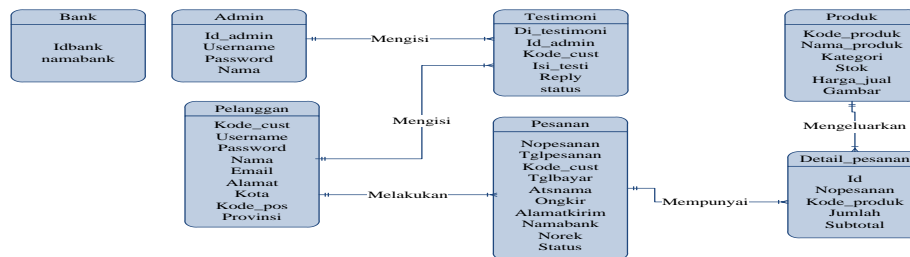 Bank
Idbank
namabank
Admin
Id_admin
Username
Password
Nama
Mengisi
Testimoni
Di_testimoni
Id_admin
Kode_cust
Isi_testi
Reply
status
Produk
Kode_produk
Nama_produk
Kategori
Stok
Harga_jual
Gambar
Pelanggan
Kode_cust
Username
Password
Nama
Email
Alamat
Kota
Kode_pos
Provinsi
Mengisi
Melakukan
Pesanan
Nopesanan
Tglpesanan
Kode_cust
Tglbayar
Atsnama
Ongkir
Alamatkirim
Namabank
Norek
Status
Mempunyai
Mengeluarkan
Detail_pesanan
Id
Nopesanan
Kode_produk
Jumlah
Subtotal